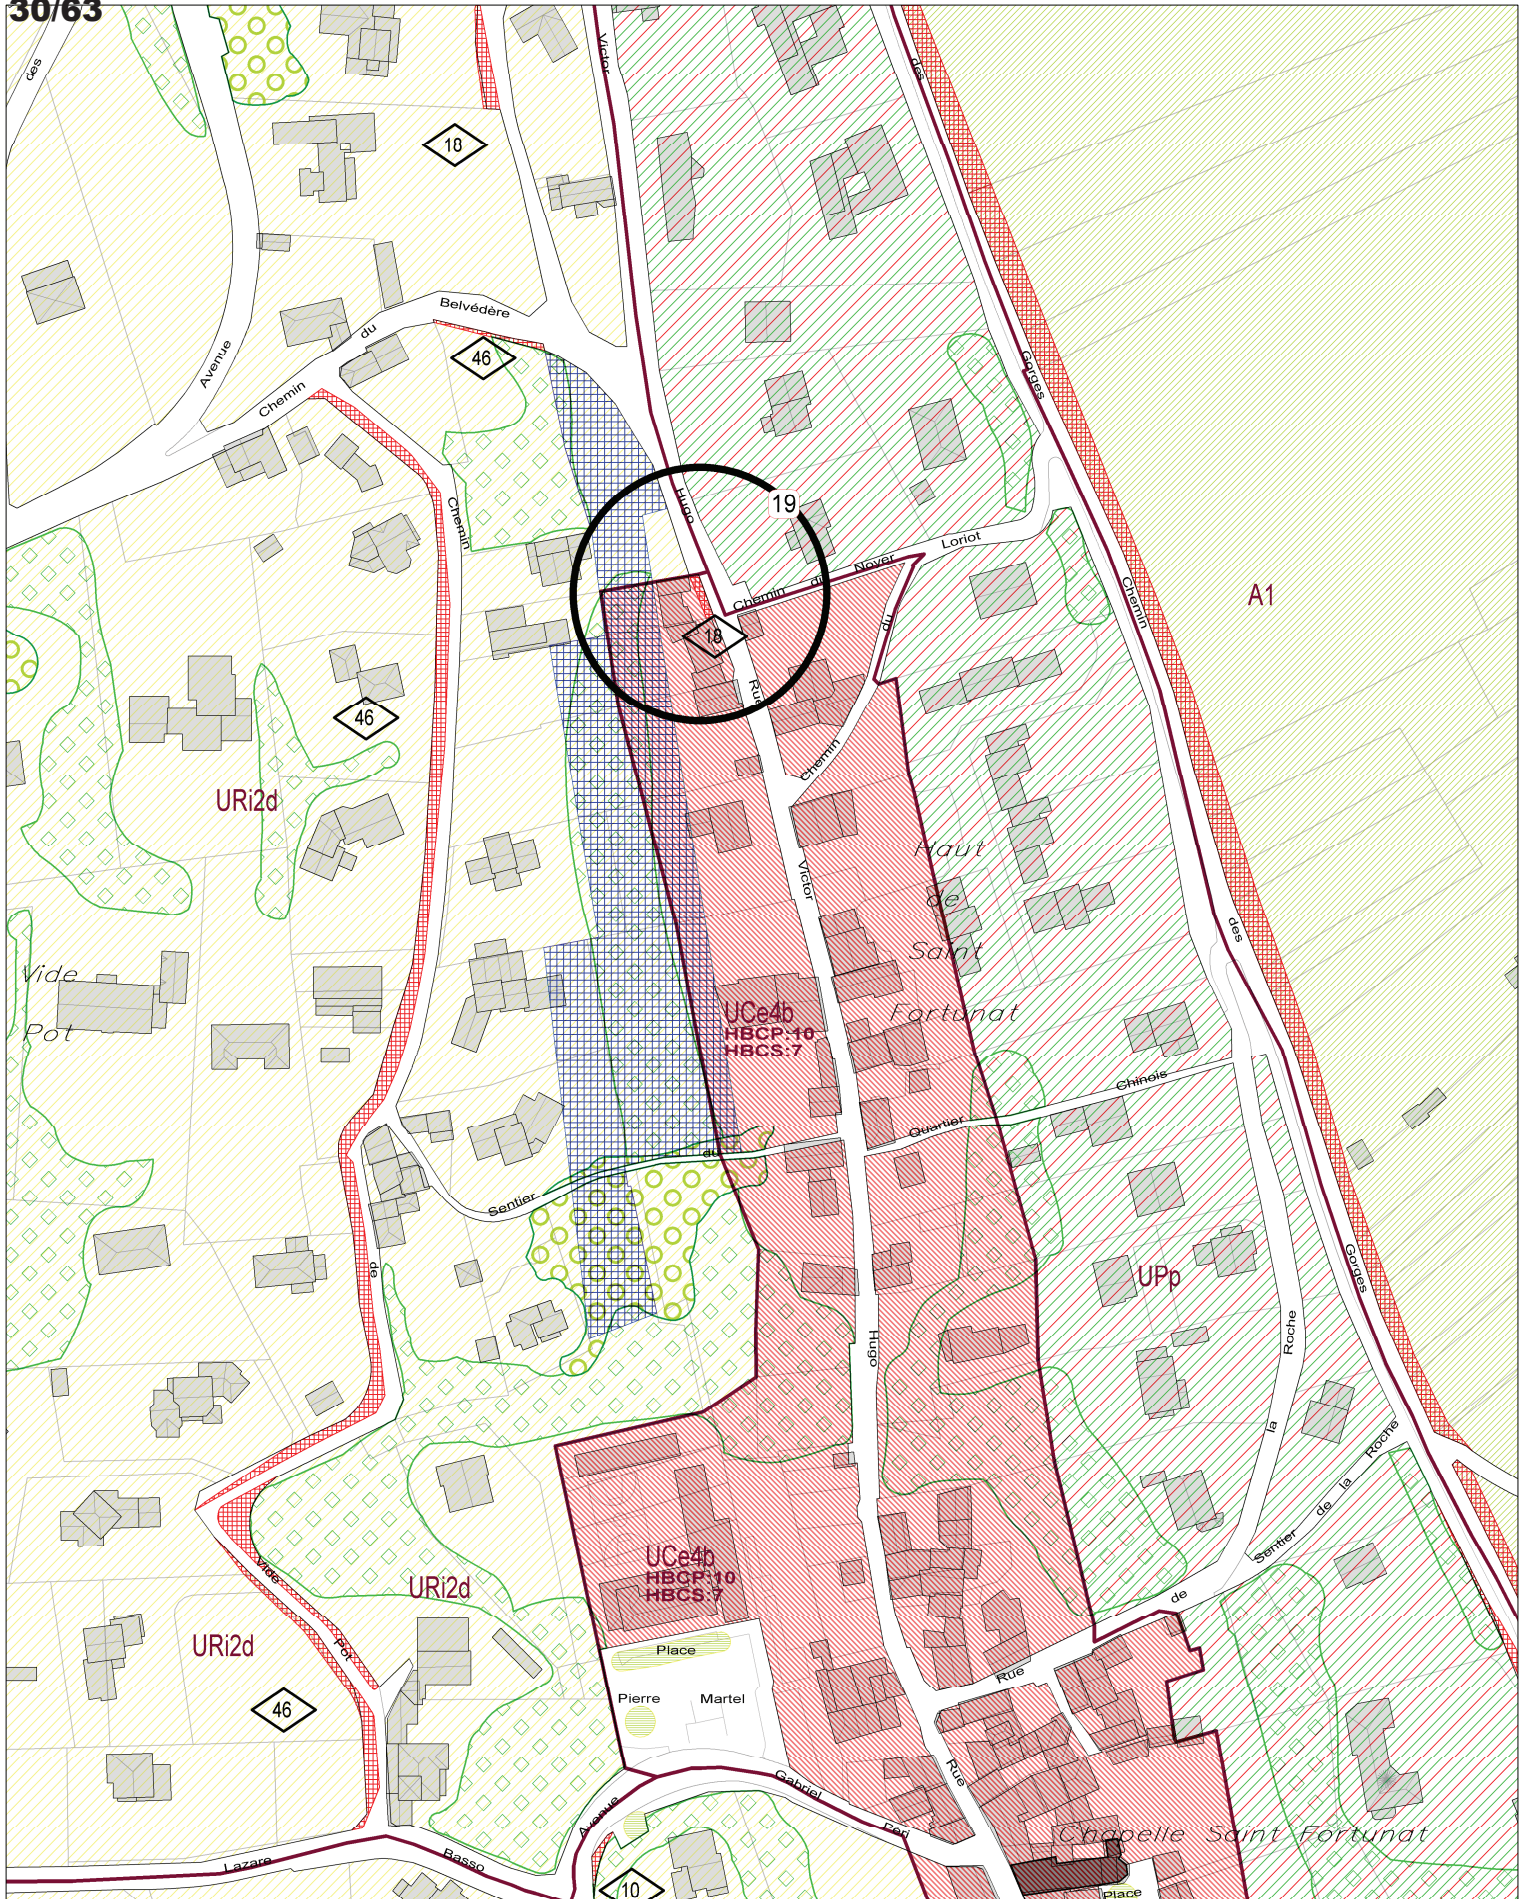 30/63
des
Victor
des
18
Belvédère
du
46
Avenue
Chemin
Gorges
Chemin
Hugo
19
Noyer
du
Chemin
Loriot
Chemin
A1
18
du
Rue
46
Chemin
URi2d
Haut
de
Saint
Fortunat
Victor
des
Vide
Pot
UCe4b
HBCP:10
HBCS:7
Chinois
Quartier
du
Sentier
de
Gorges
UPp
Hugo
Roche
la
Roche
la
de
Sentier
UCe4b
HBCP:10
HBCS:7
Vide
URi2d
URi2d
Pot
de
Rue
Place
Pierre
Martel
46
Rue
Gabriel
Avenue
Péri
Chapelle Saint Fortunat
Lazare
Basso
10
Place